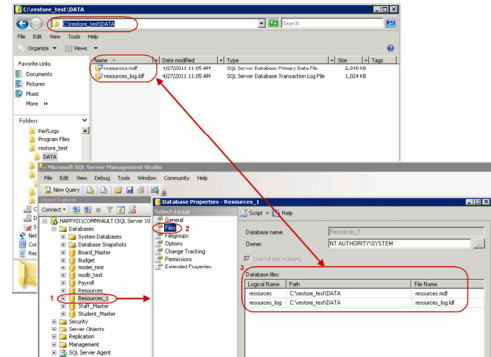 C:\restore_test\DATA
C:\restore_test\DATA
Search
File Edit View Tools Help
Organize Views
Favorite Links
Documents
Pictures
Music
More »
Name Date modified Type Size Tags
resources.mdf 4/27/2011 11:05 AM SQL Server Database Primary Data File 2,048 KB
resources_log.ldf 4/27/2011 11:05 AM SQL Server Database Transaction Log File 1,024 KB
Folders
PerfLogs
Program Files
restore_test
DATA
Microsoft SQL Server Management Studio
File Edit View Debug Tools Window Community Help
New Query
Object Explorer
Connect
HAPPY01\COMMVAULT (SQL Server 10
Databases
System Databases
Database Snapshots
Board_Master
Budget
model_test
msdb_test
Payroll
Resources
1 Resources_1
Staff_Master
Student_Master
Security
Server Objects
Replication
Management
SQL Server Agent
Database Properties - Resources_1
Select a page
General
Files 2
Filegroups
Options
Change Tracking
Permissions
Extended Properties
Script Help
Database name: Resources_1
Owner: NT AUTHORITY\SYSTEM
Use full-text indexing
3 Database files:
Logical Name Path File Name
resources C:\restore_test\DATA resources.mdf
resources_log C:\restore_test\DATA resources_log.ldf